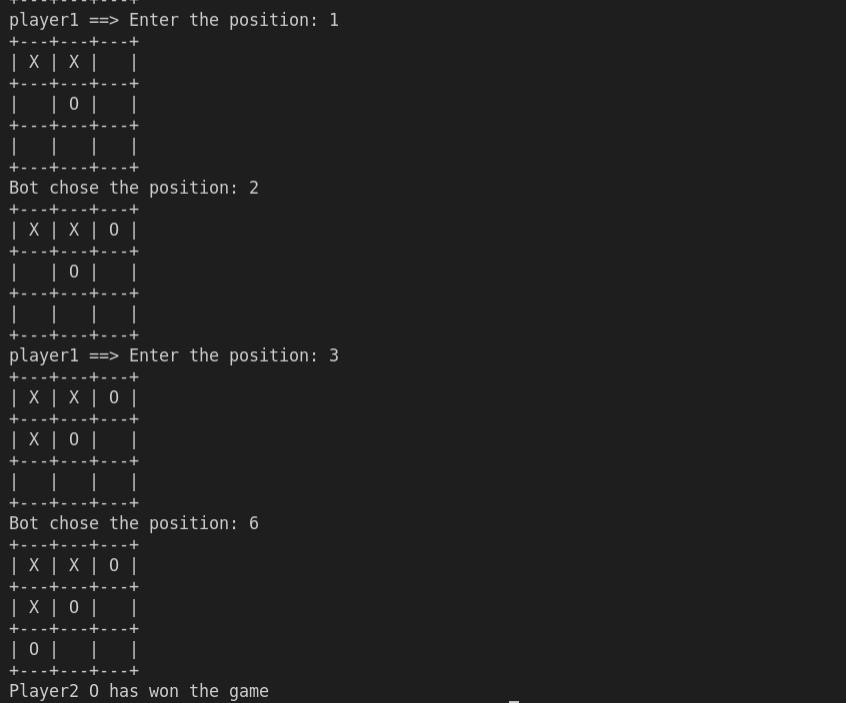 +---+---+---+
player1 ==> Enter the position: 1
+---+---+---+
| X | X |   |
+---+---+---+
|   | O |   |
+---+---+---+
|   |   |   |
+---+---+---+
Bot chose the position: 2
+---+---+---+
| X | X | O |
+---+---+---+
|   | O |   |
+---+---+---+
|   |   |   |
+---+---+---+
player1 ==> Enter the position: 3
+---+---+---+
| X | X | O |
+---+---+---+
| X | O |   |
+---+---+---+
|   |   |   |
+---+---+---+
Bot chose the position: 6
+---+---+---+
| X | X | O |
+---+---+---+
| X | O |   |
+---+---+---+
| O |   |   |
+---+---+---+
Player2 O has won the game